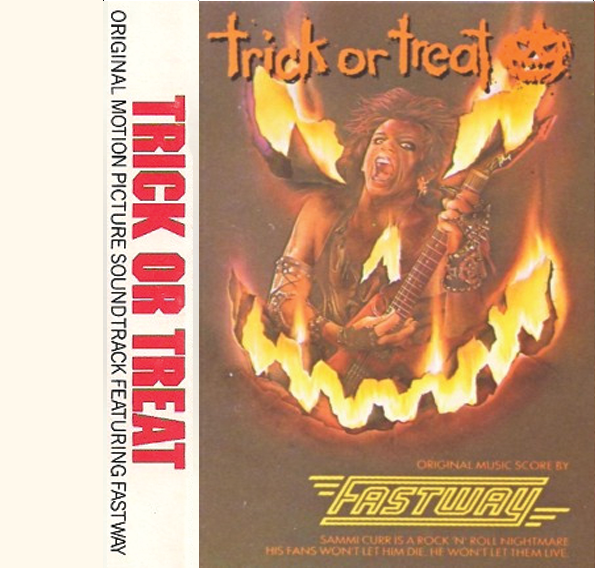 TRICK OR TREAT
ORIGINAL MOTION PICTURE SOUNDTRACK FEATURING FASTWAY
trick or treat
ORIGINAL MUSIC SCORE BY
FASTWAY
SAMMI CURR IS A ROCK 'N' ROLL NIGHTMARE
HIS FANS WON'T LET HIM DIE. HE WON'T LET THEM LIVE.